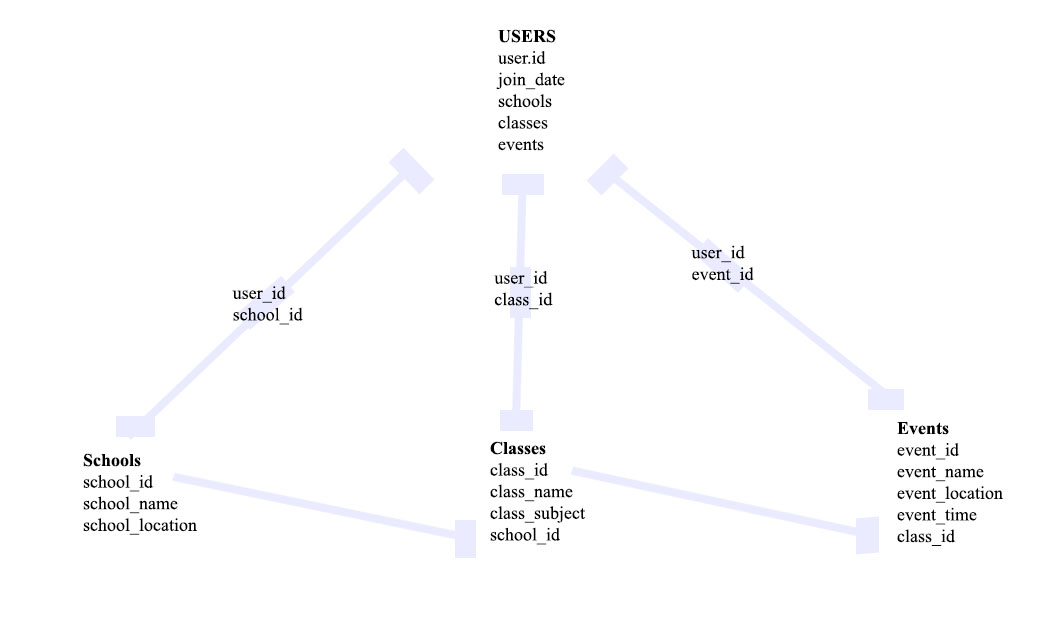 USERS
user.id
join_date
schools
classes
events
user_id
school_id
user_id
class_id
user_id
event_id
Schools
school_id
school_name
school_location
Classes
class_id
class_name
class_subject
school_id
Events
event_id
event_name
event_location
event_time
class_id